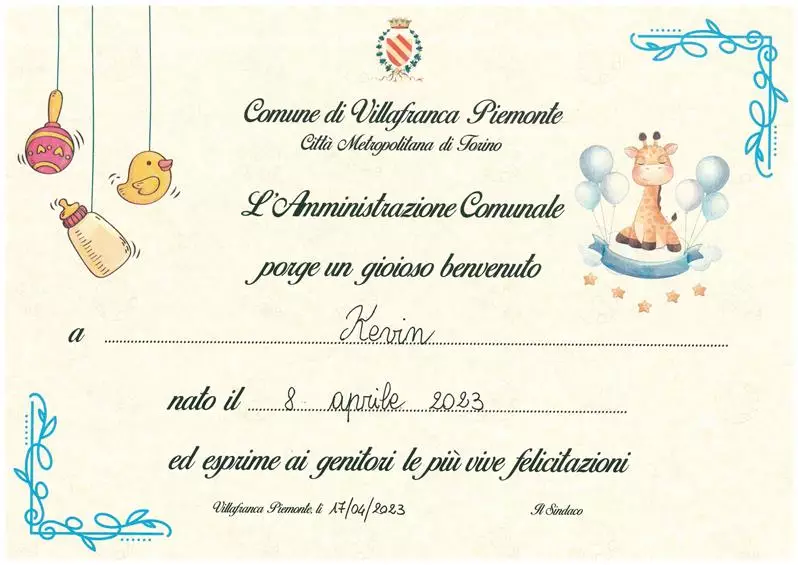 Comune di Villafranca Piemonte
Città Metropolitana di Torino
L'Amministrazione Comunale
porge un gioioso benvenuto
a Kevin
nato il 8 aprile 2023
ed esprime ai genitori le più vive felicitazioni
Villafranca Piemonte, lì 17/04/2023 Il Sindaco